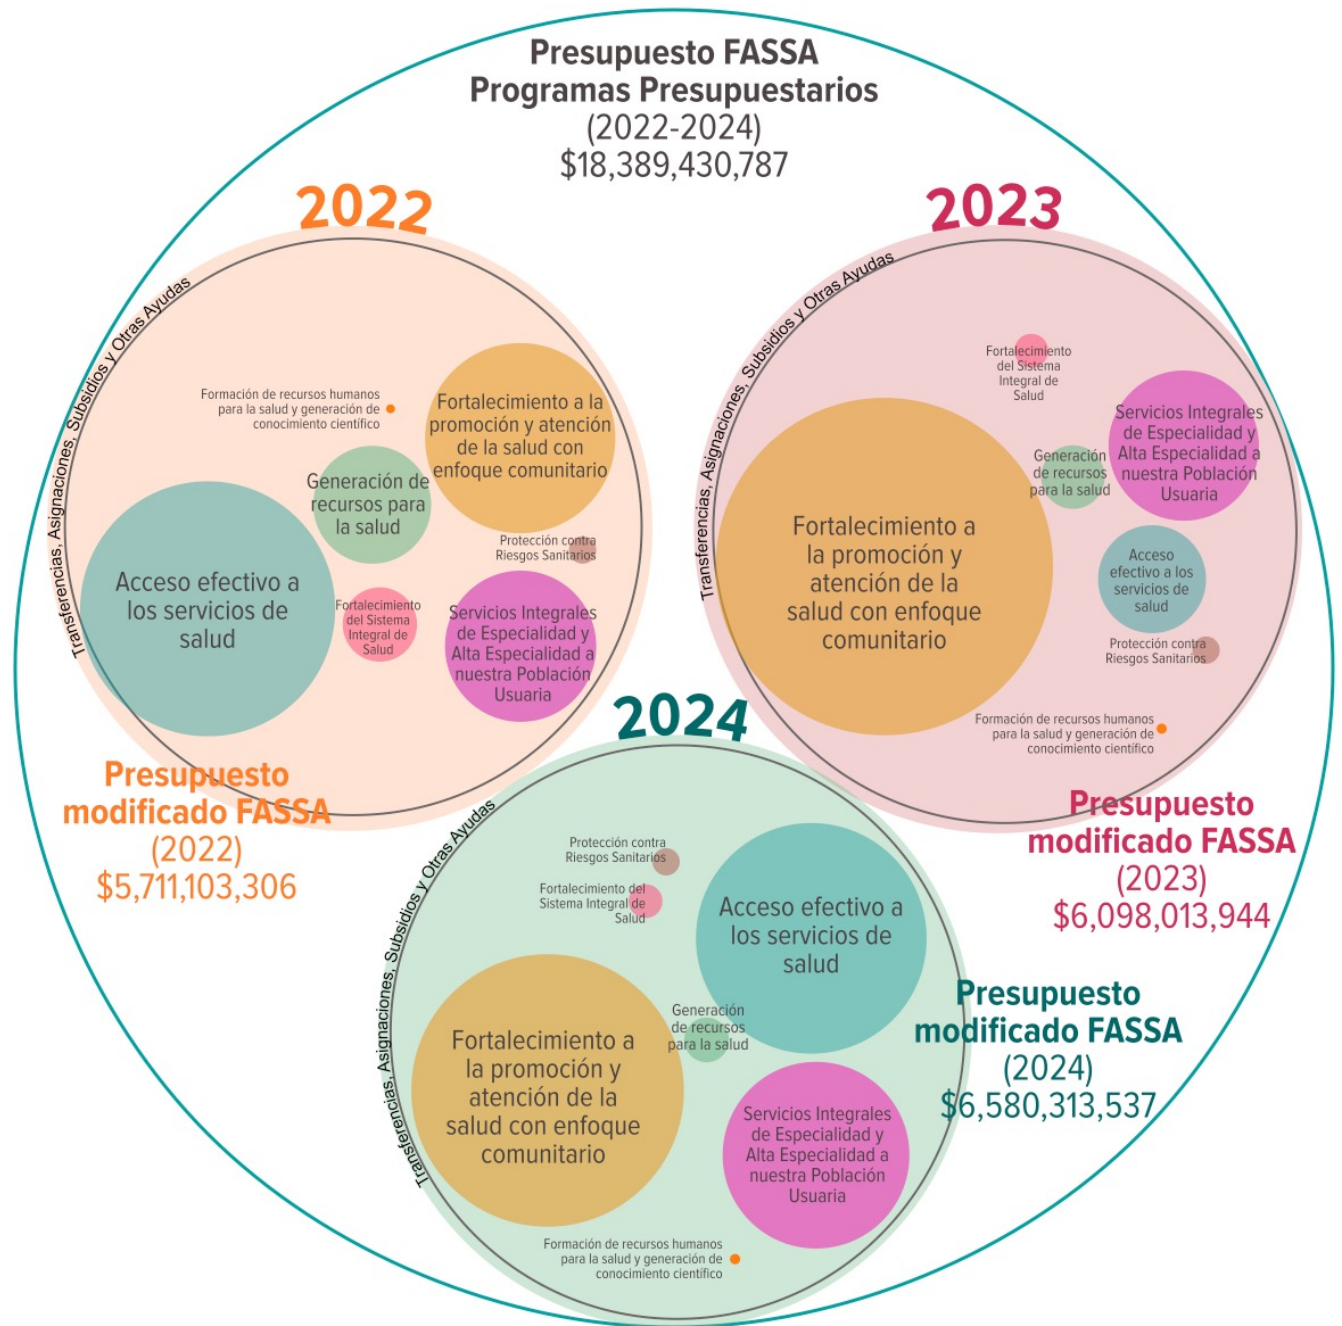 Presupuesto FASSA
Programas Presupuestarios
(2022-2024)
$18,389,430,787
2022
Transferencias, Asignaciones, Subsidios y Otras Ayudas
Formación de recursos humanos
para la salud y generación de
conocimiento científico
Fortalecimiento a la
promoción y atención
de la salud con
enfoque comunitario
Generación de
recursos para
la salud
Protección contra
Riesgos Sanitarios
Acceso efectivo a
los servicios de
salud
Fortalecimiento
del Sistema
Integral de
Salud
Servicios Integrales
de Especialidad y
Alta Especialidad a
nuestra Población
Usuaria
Presupuesto
modificado FASSA
(2022)
$5,711,103,306
2023
Transferencias, Asignaciones, Subsidios y Otras Ayudas
Fortalecimiento
del Sistema
Integral de
Salud
Servicios Integrales
de Especialidad y
Alta Especialidad a
nuestra Población
Usuaria
Generación
de recursos
para la salud
Fortalecimiento a
la promoción y
atención de la
salud con enfoque
comunitario
Acceso
efectivo a los
servicios de
salud
Protección contra
Riesgos Sanitarios
Formación de recursos humanos
para la salud y generación de
conocimiento científico
Presupuesto
modificado FASSA
(2023)
$6,098,013,944
2024
Transferencias, Asignaciones, Subsidios y Otras Ayudas
Protección contra
Riesgos Sanitarios
Fortalecimiento del
Sistema Integral de
Salud
Acceso efectivo a
los servicios de
salud
Generación
de recursos
para la salud
Fortalecimiento a
la promoción y
atención de la
salud con enfoque
comunitario
Servicios Integrales
de Especialidad y
Alta Especialidad a
nuestra Población
Usuaria
Formación de recursos humanos
para la salud y generación de
conocimiento científico
Presupuesto
modificado FASSA
(2024)
$6,580,313,537